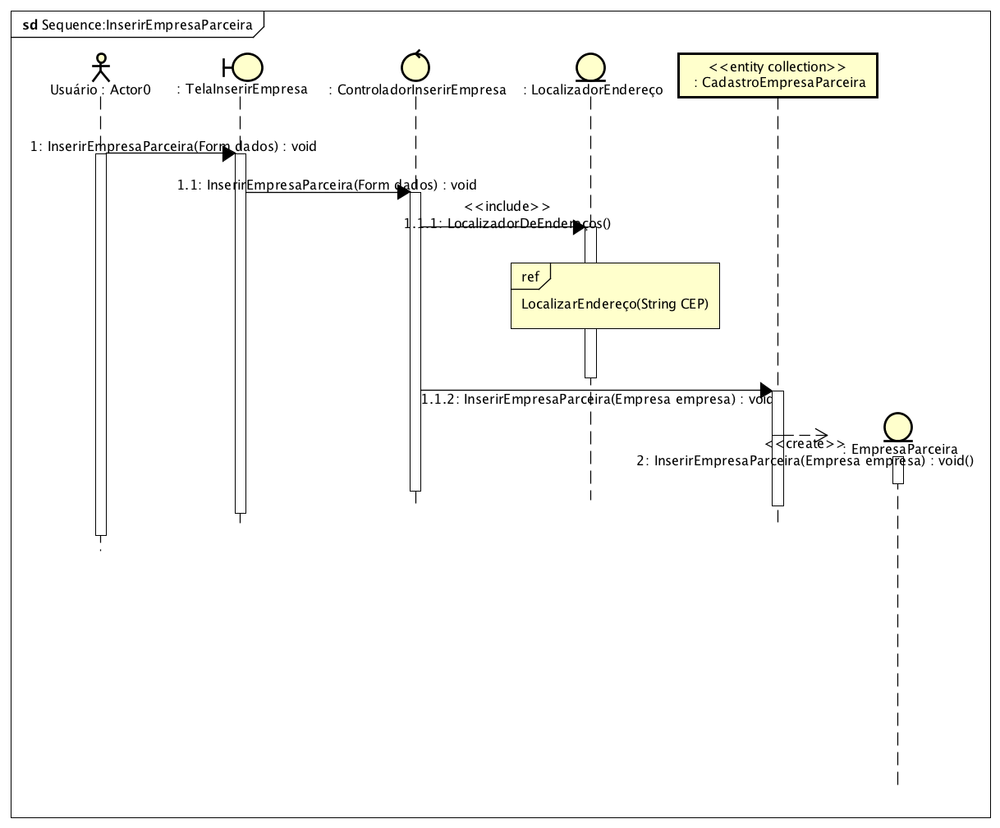 sd Sequence:InserirEmpresaParceira
Usuário : Actor0
: TelaInserirEmpresa
: ControladorInserirEmpresa
: LocalizadorEndereço
<<entity collection>>
: CadastroEmpresaParceira
1: InserirEmpresaParceira(Form dados) : void
1.1: InserirEmpresaParceira(Form dados) : void
<<include>>
1.1.1: LocalizadorDeEndereços()
ref
LocalizarEndereço(String CEP)
1.1.2: InserirEmpresaParceira(Empresa empresa) : void
<<create>>
: EmpresaParceira
2: InserirEmpresaParceira(Empresa empresa) : void()